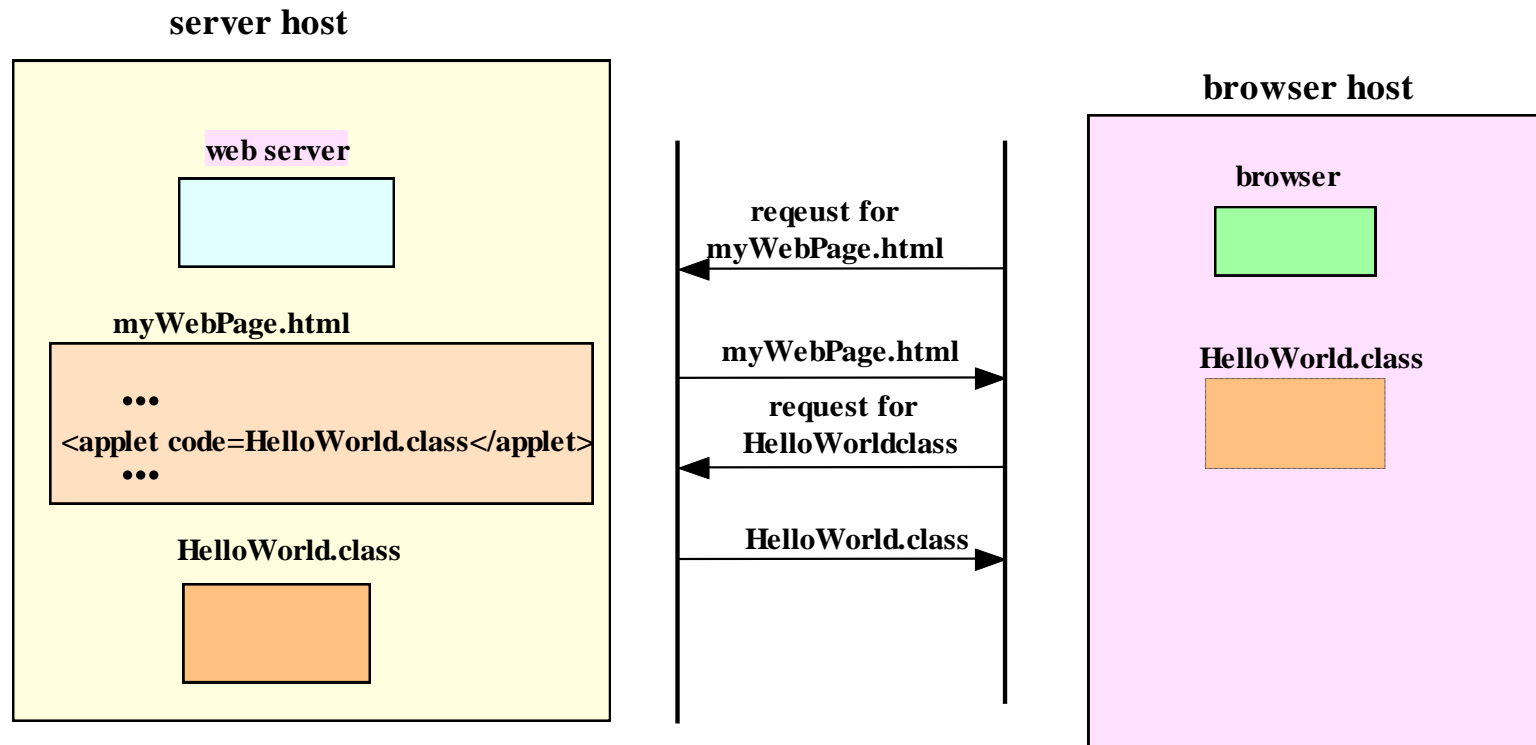 server host
web server
myWebPage.html
•••
<applet code=HelloWorld.class</applet>
•••
HelloWorld.class
reqeust for
myWebPage.html
myWebPage.html
request for
HelloWorldclass
HelloWorld.class
browser host
browser
HelloWorld.class